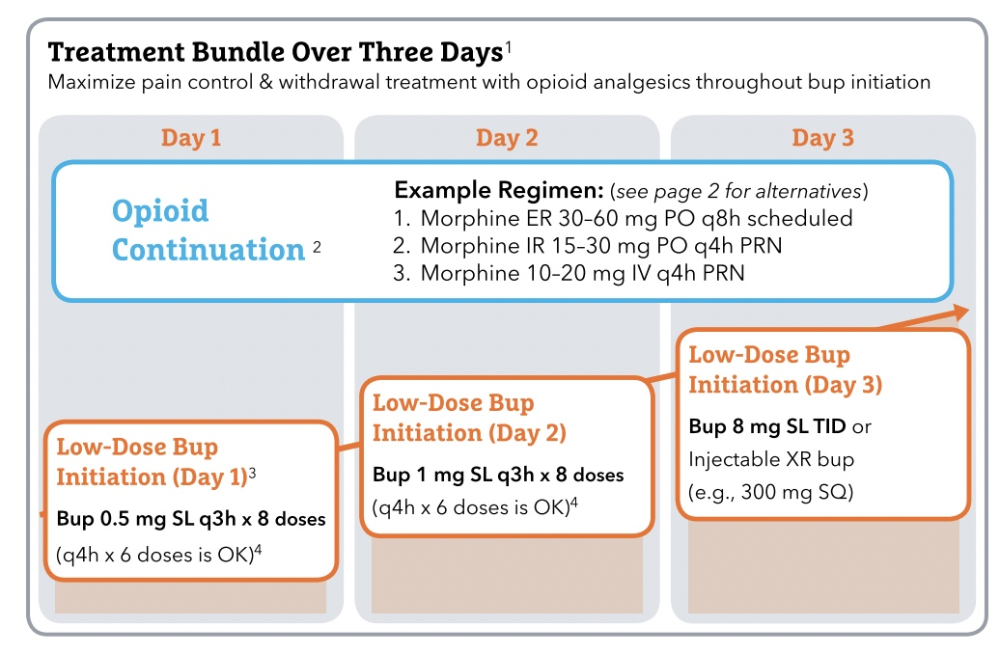 Treatment Bundle Over Three Days¹
Maximize pain control & withdrawal treatment with opioid analgesics throughout bup initiation
Day 1
Day 2
Day 3
Opioid
Continuation ²
Example Regimen: (see page 2 for alternatives)
1. Morphine ER 30–60 mg PO q8h scheduled
2. Morphine IR 15–30 mg PO q4h PRN
3. Morphine 10–20 mg IV q4h PRN
Low-Dose Bup
Initiation (Day 1)³
Bup 0.5 mg SL q3h x 8 doses
(q4h x 6 doses is OK)⁴
Low-Dose Bup
Initiation (Day 2)
Bup 1 mg SL q3h x 8 doses
(q4h x 6 doses is OK)⁴
Low-Dose Bup
Initiation (Day 3)
Bup 8 mg SL TID or
Injectable XR bup
(e.g., 300 mg SQ)